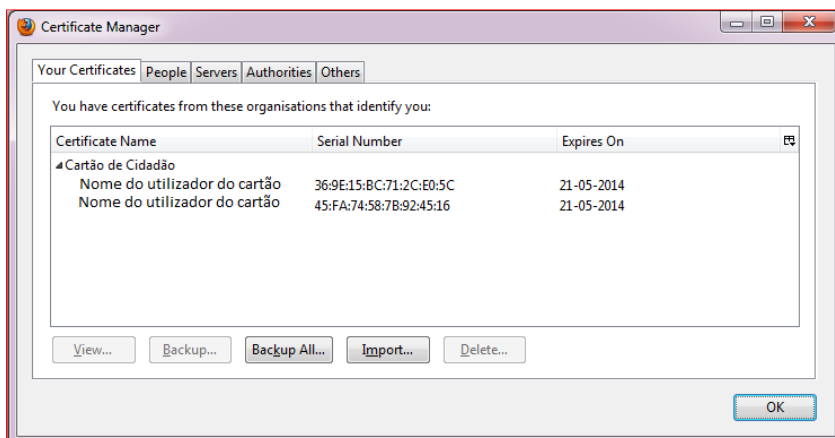 Certificate Manager
Your Certificates People Servers Authorities Others
You have certificates from these organisations that identify you:
Certificate Name Serial Number Expires On
Cartão de Cidadão
Nome do utilizador do cartão 36:9E:15:BC:71:2C:E0:5C 21-05-2014
Nome do utilizador do cartão 45:FA:74:58:7B:92:45:16 21-05-2014
View... Backup... Backup All... Import... Delete...
OK